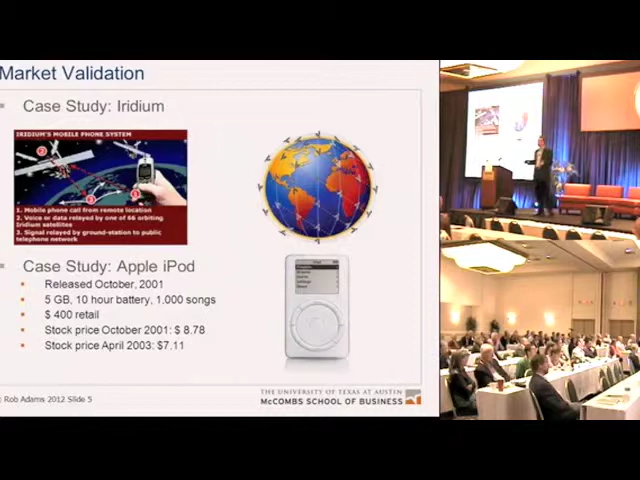 Market Validation
Case Study: Iridium
IRIDIUM'S MOBILE PHONE SYSTEM
1. Mobile phone call from remote location
2. Voice or data relayed by one of 66 orbiting
Iridium satellites
3. Signal relayed by ground-station to public
telephone network
Case Study: Apple iPod
Released October, 2001
5 GB, 10 hour battery, 1,000 songs
$ 400 retail
Stock price October 2001: $ 8.78
Stock price April 2003: $7.11
Rob Adams 2012 Slide 5
THE UNIVERSITY OF TEXAS AT AUSTIN
McCOMBS SCHOOL OF BUSINESS